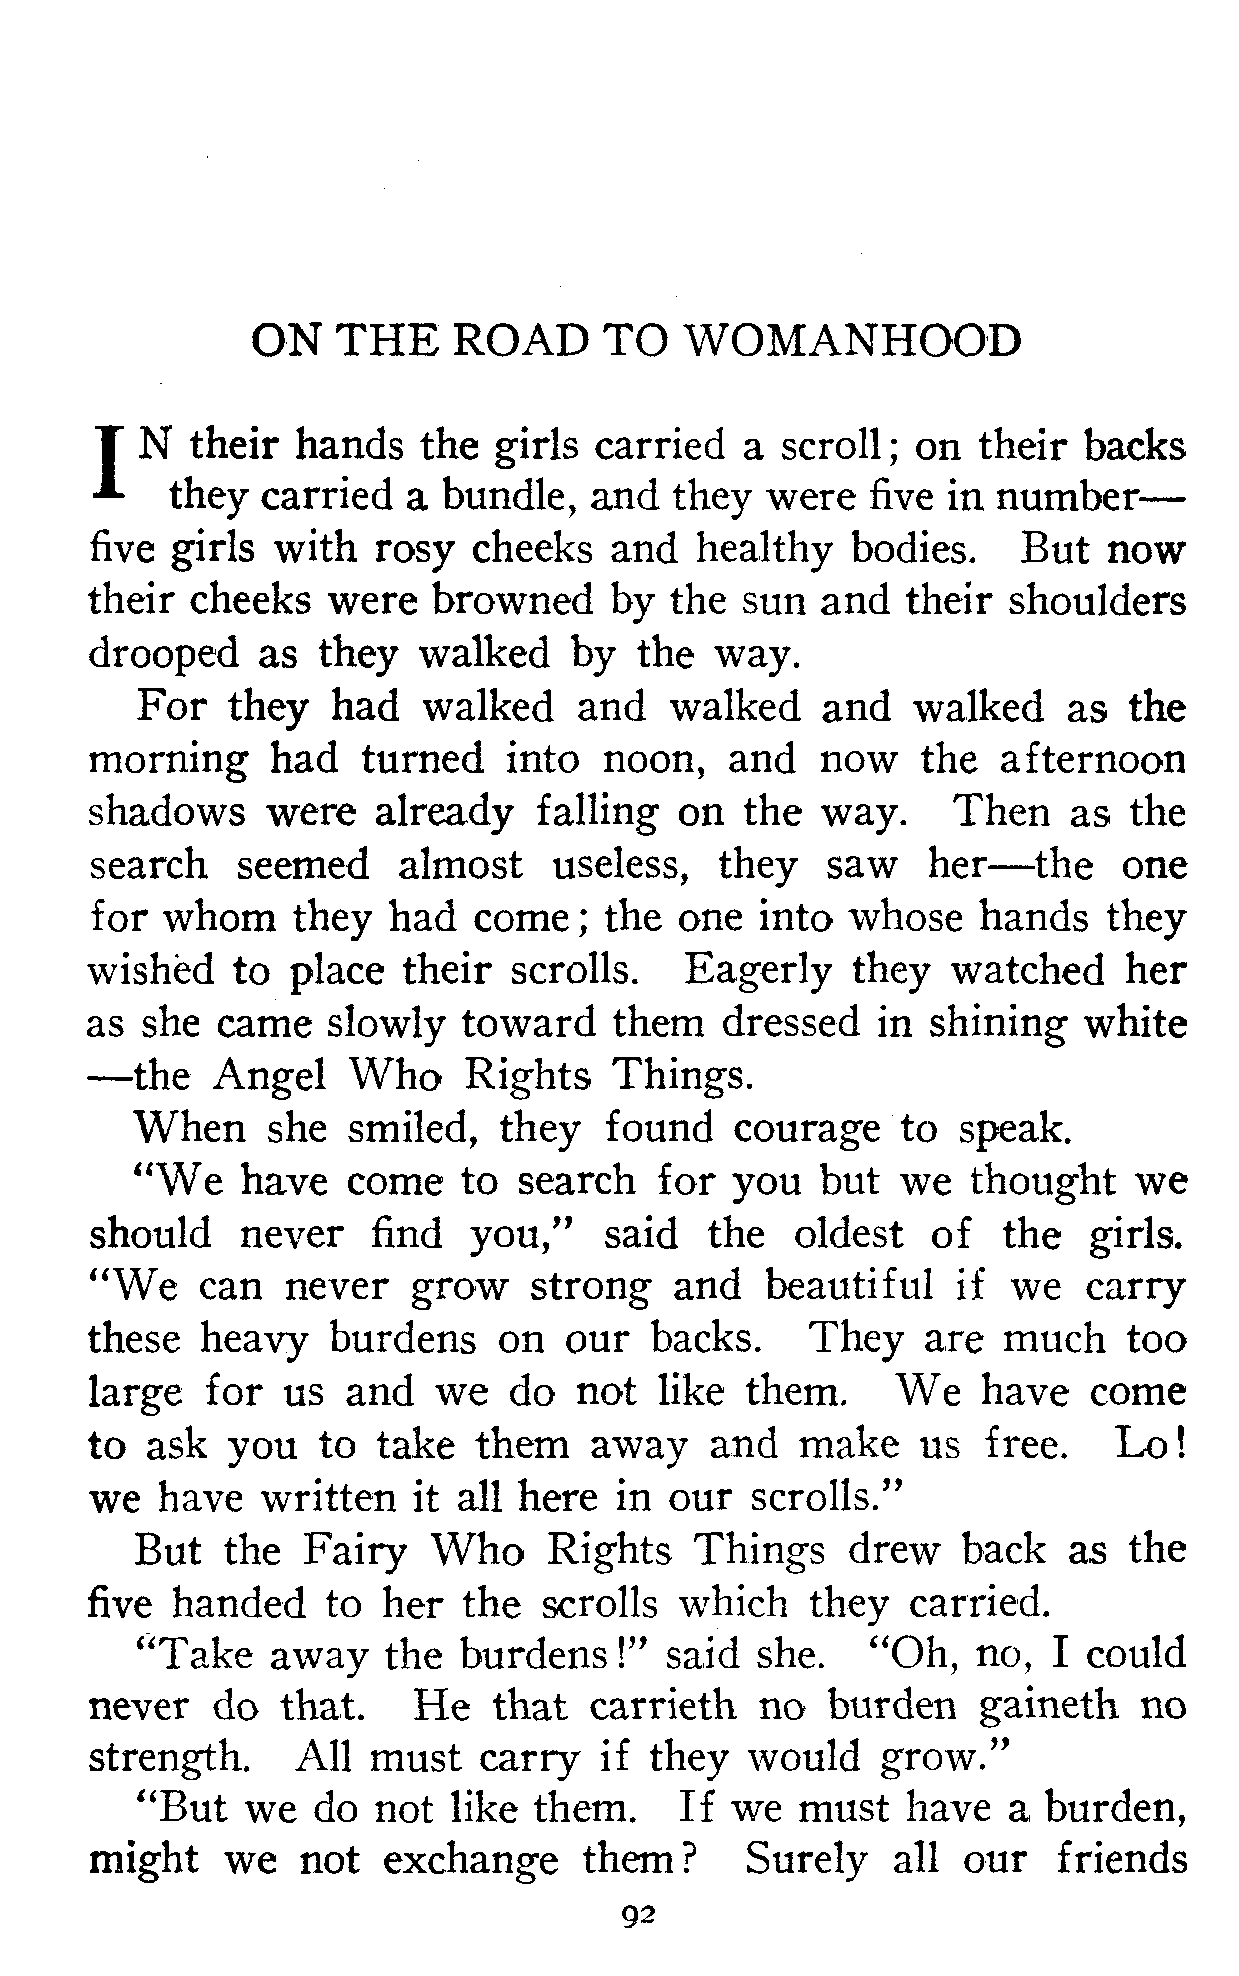 ON THE ROAD TO WOMANHOOD
IN their hands the girls carried a scroll; on their backs
they carried a bundle, and they were five in number—
five girls with rosy cheeks and healthy bodies. But now
their cheeks were browned by the sun and their shoulders
drooped as they walked by the way.
For they had walked and walked and walked as the
morning had turned into noon, and now the afternoon
shadows were already falling on the way. Then as the
search seemed almost useless, they saw her—the one
for whom they had come; the one into whose hands they
wished to place their scrolls. Eagerly they watched her
as she came slowly toward them dressed in shining white
—the Angel Who Rights Things.
When she smiled, they found courage to speak.
"We have come to search for you but we thought we
should never find you," said the oldest of the girls.
"We can never grow strong and beautiful if we carry
these heavy burdens on our backs. They are much too
large for us and we do not like them. We have come
to ask you to take them away and make us free. Lo!
we have written it all here in our scrolls."
But the Fairy Who Rights Things drew back as the
five handed to her the scrolls which they carried.
"Take away the burdens!" said she. "Oh, no, I could
never do that. He that carrieth no burden gaineth no
strength. All must carry if they would grow."
"But we do not like them. If we must have a burden,
might we not exchange them? Surely all our friends
92